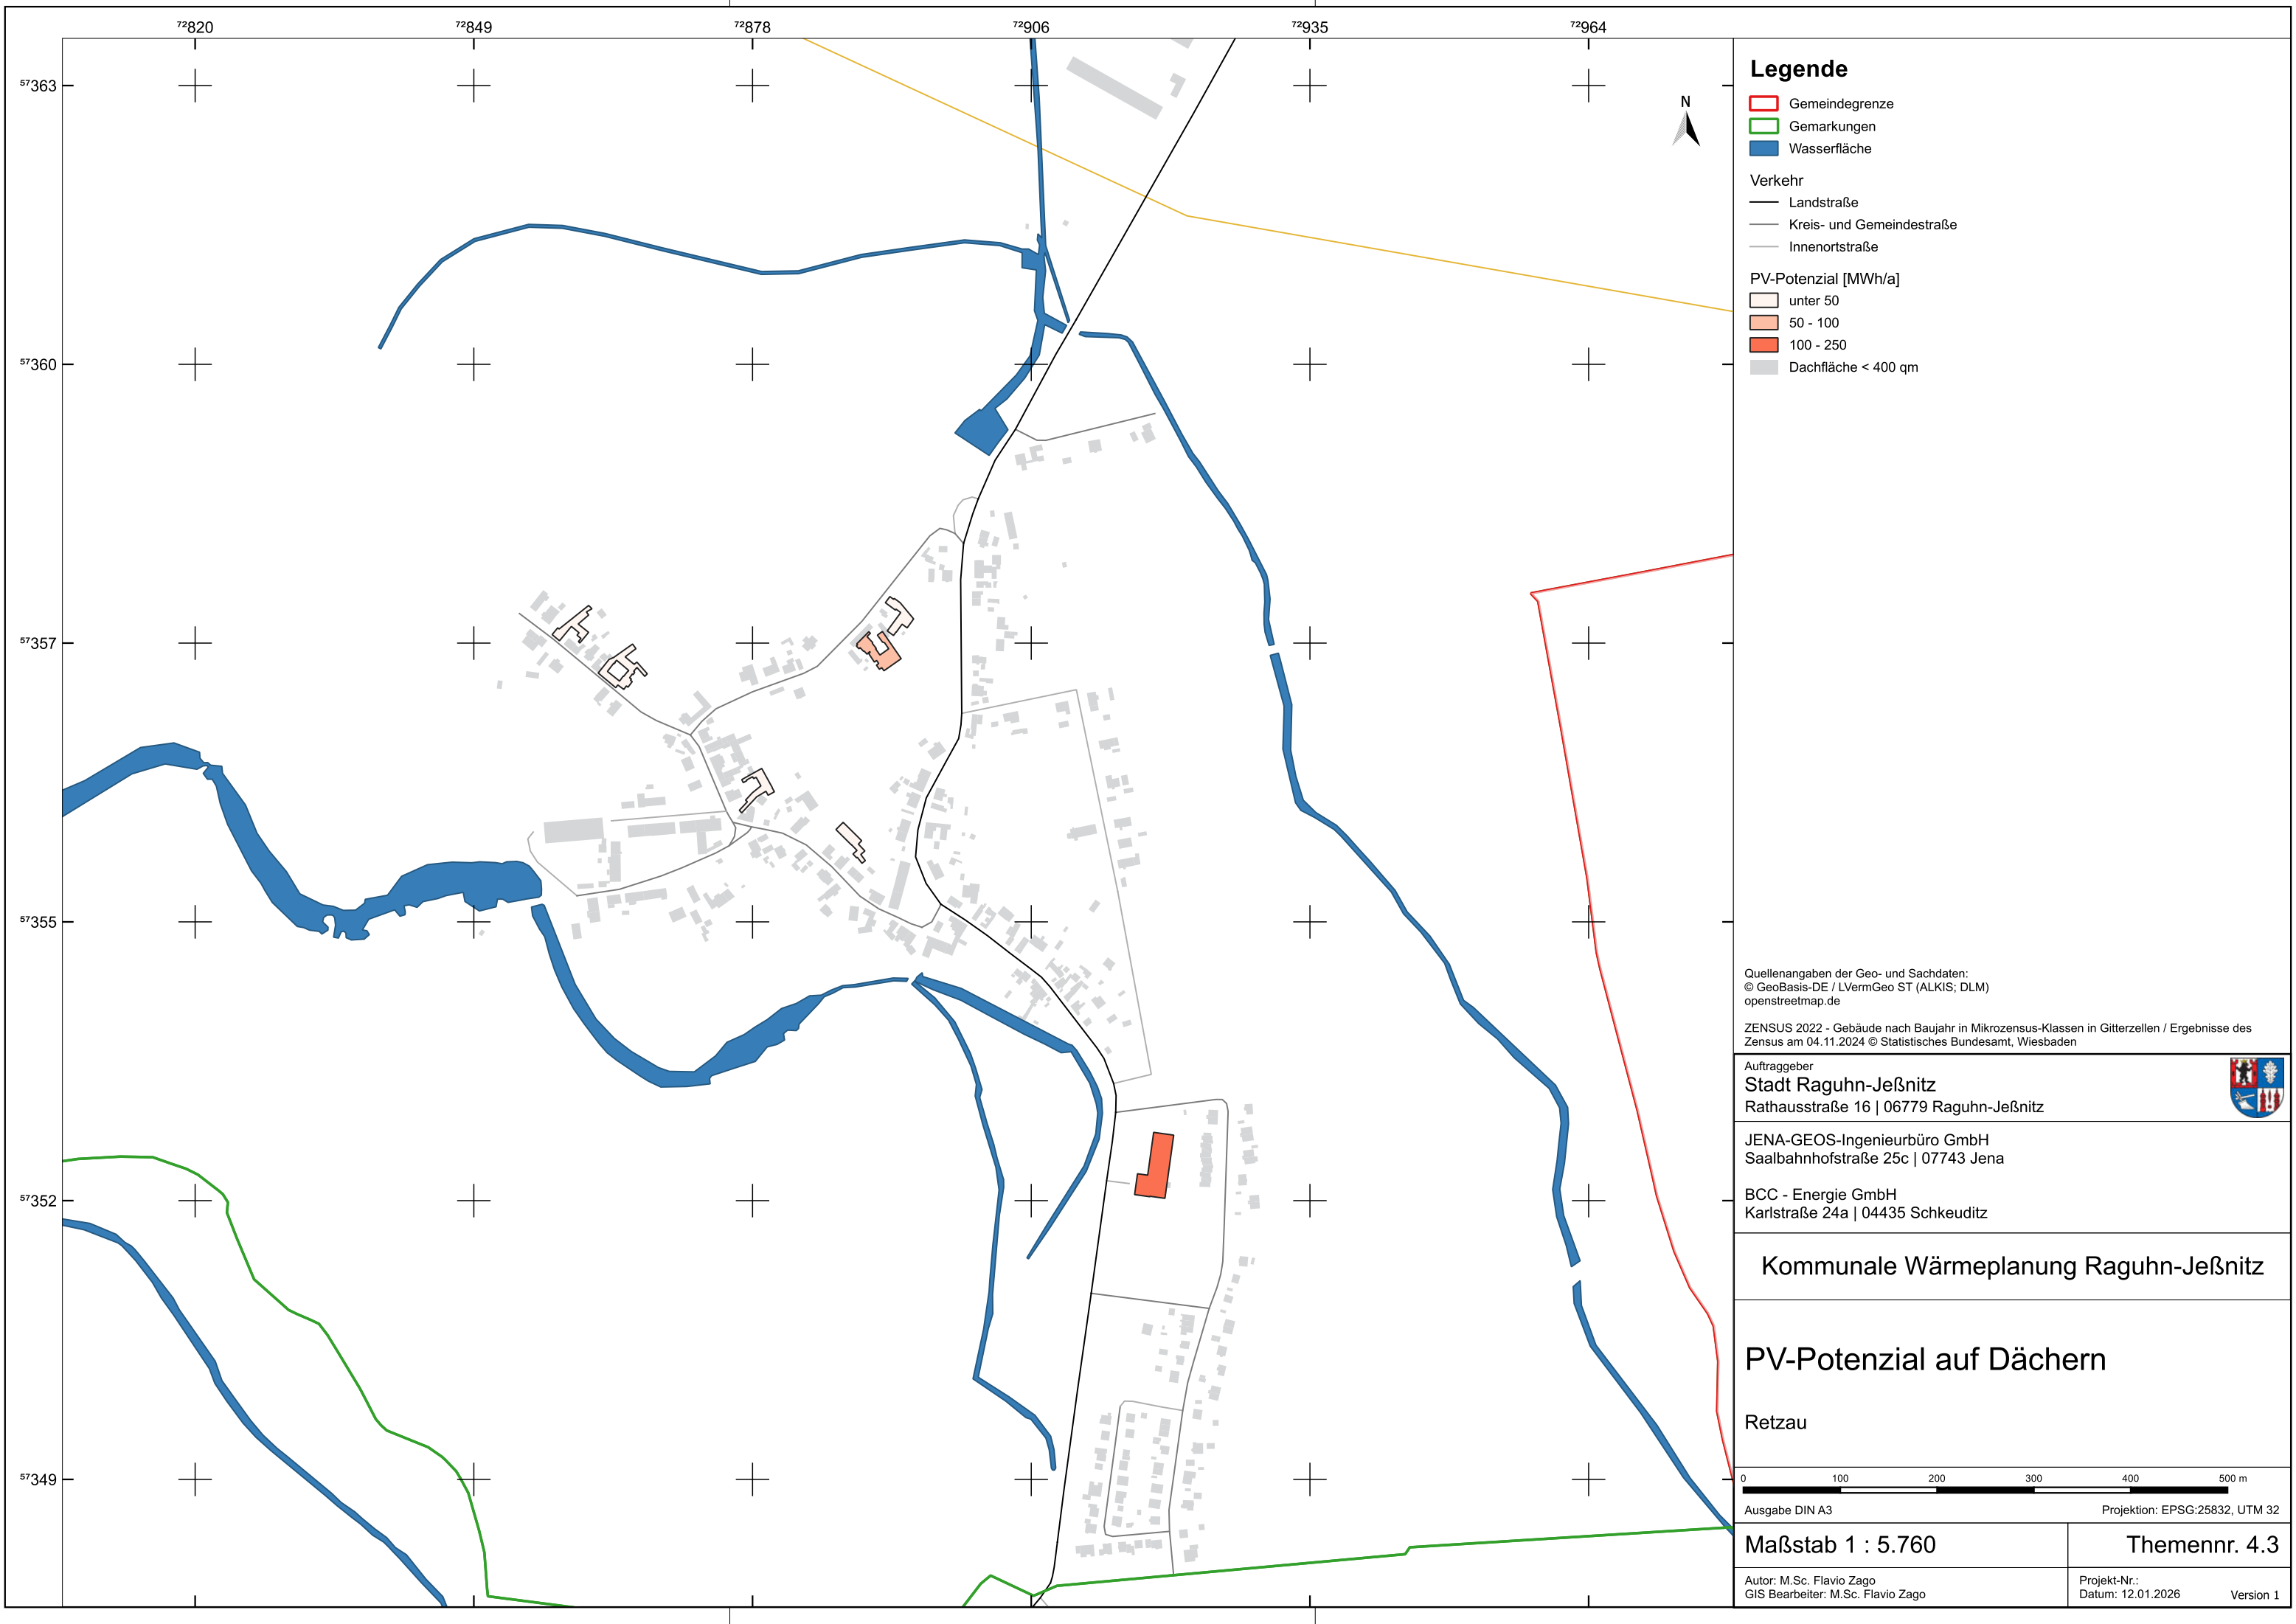 72820 72849 72878 72906 72935 72964
57363
57360
57357
57355
57352
57349
N
Legende
Gemeindegrenze
Gemarkungen
Wasserfläche
Verkehr
Landstraße
Kreis- und Gemeindestraße
Innenortstraße
PV-Potenzial [MWh/a]
unter 50
50 - 100
100 - 250
Dachfläche < 400 qm
Quellenangaben der Geo- und Sachdaten:
© GeoBasis-DE / LVermGeo ST (ALKIS; DLM)
openstreetmap.de
ZENSUS 2022 - Gebäude nach Baujahr in Mikrozensus-Klassen in Gitterzellen / Ergebnisse des
Zensus am 04.11.2024 © Statistisches Bundesamt, Wiesbaden
Auftraggeber
Stadt Raguhn-Jeßnitz
Rathausstraße 16 | 06779 Raguhn-Jeßnitz
JENA-GEOS-Ingenieurbüro GmbH
Saalbahnhofstraße 25c | 07743 Jena
BCC - Energie GmbH
Karlstraße 24a | 04435 Schkeuditz
Kommunale Wärmeplanung Raguhn-Jeßnitz
PV-Potenzial auf Dächern
Retzau
0 100 200 300 400 500 m
Ausgabe DIN A3 Projektion: EPSG:25832, UTM 32
Maßstab 1 : 5.760 Themennr. 4.3
Autor: M.Sc. Flavio Zago Projekt-Nr.:
GIS Bearbeiter: M.Sc. Flavio Zago Datum: 12.01.2026 Version 1